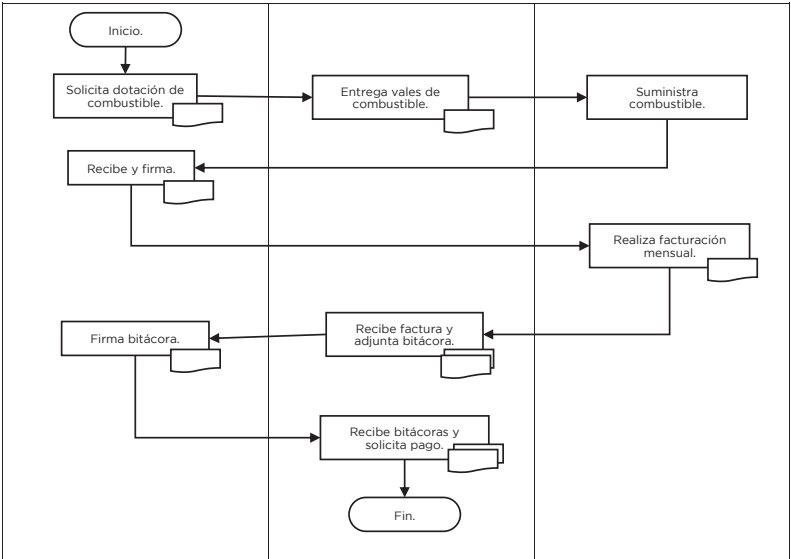 Inicio.
Solicita dotación de
combustible.
Entrega vales de
combustible.
Suministra
combustible.
Recibe y firma.
Realiza facturación
mensual.
Recibe factura y
adjunta bitácora.
Firma bitácora.
Recibe bitácoras y
solicita pago.
Fin.